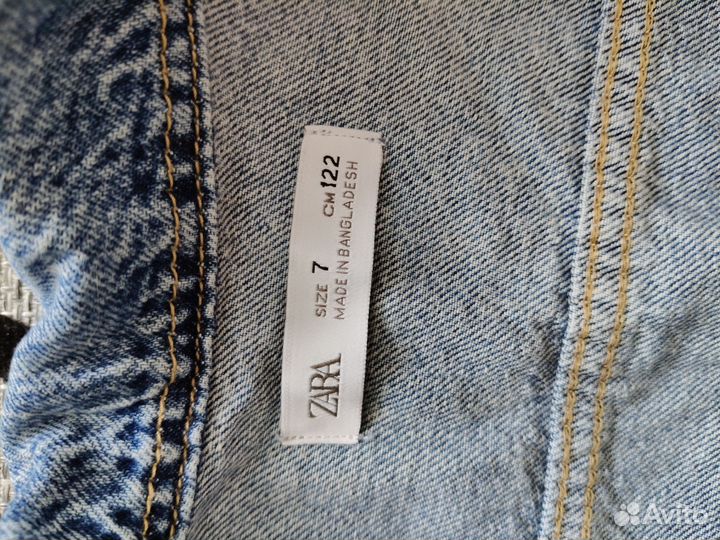 ZARA
SIZE 7 CM 122
MADE IN BANGLADESH
Avito